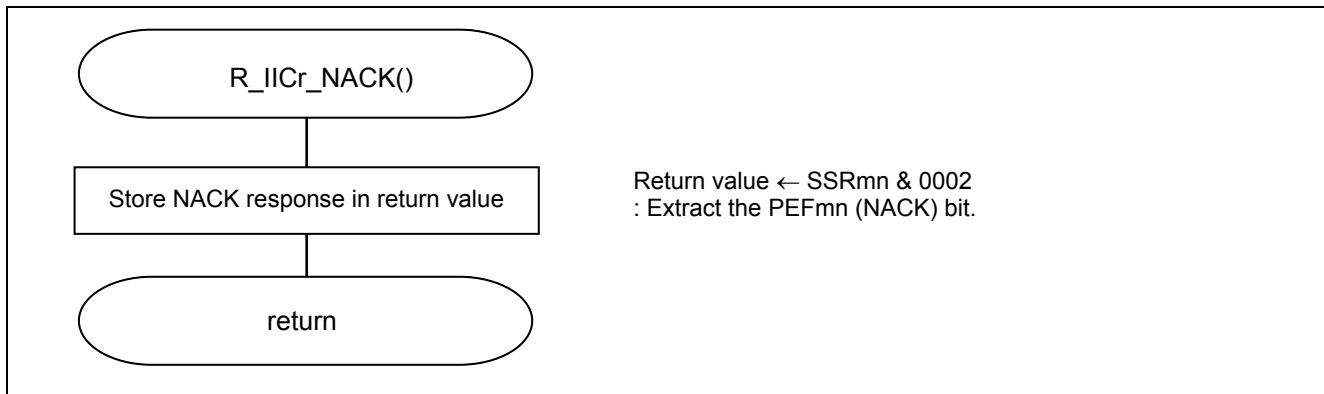 R_IICr_NACK()
Store NACK response in return value
Return value ← SSRmn & 0002
: Extract the PEFmn (NACK) bit.
return